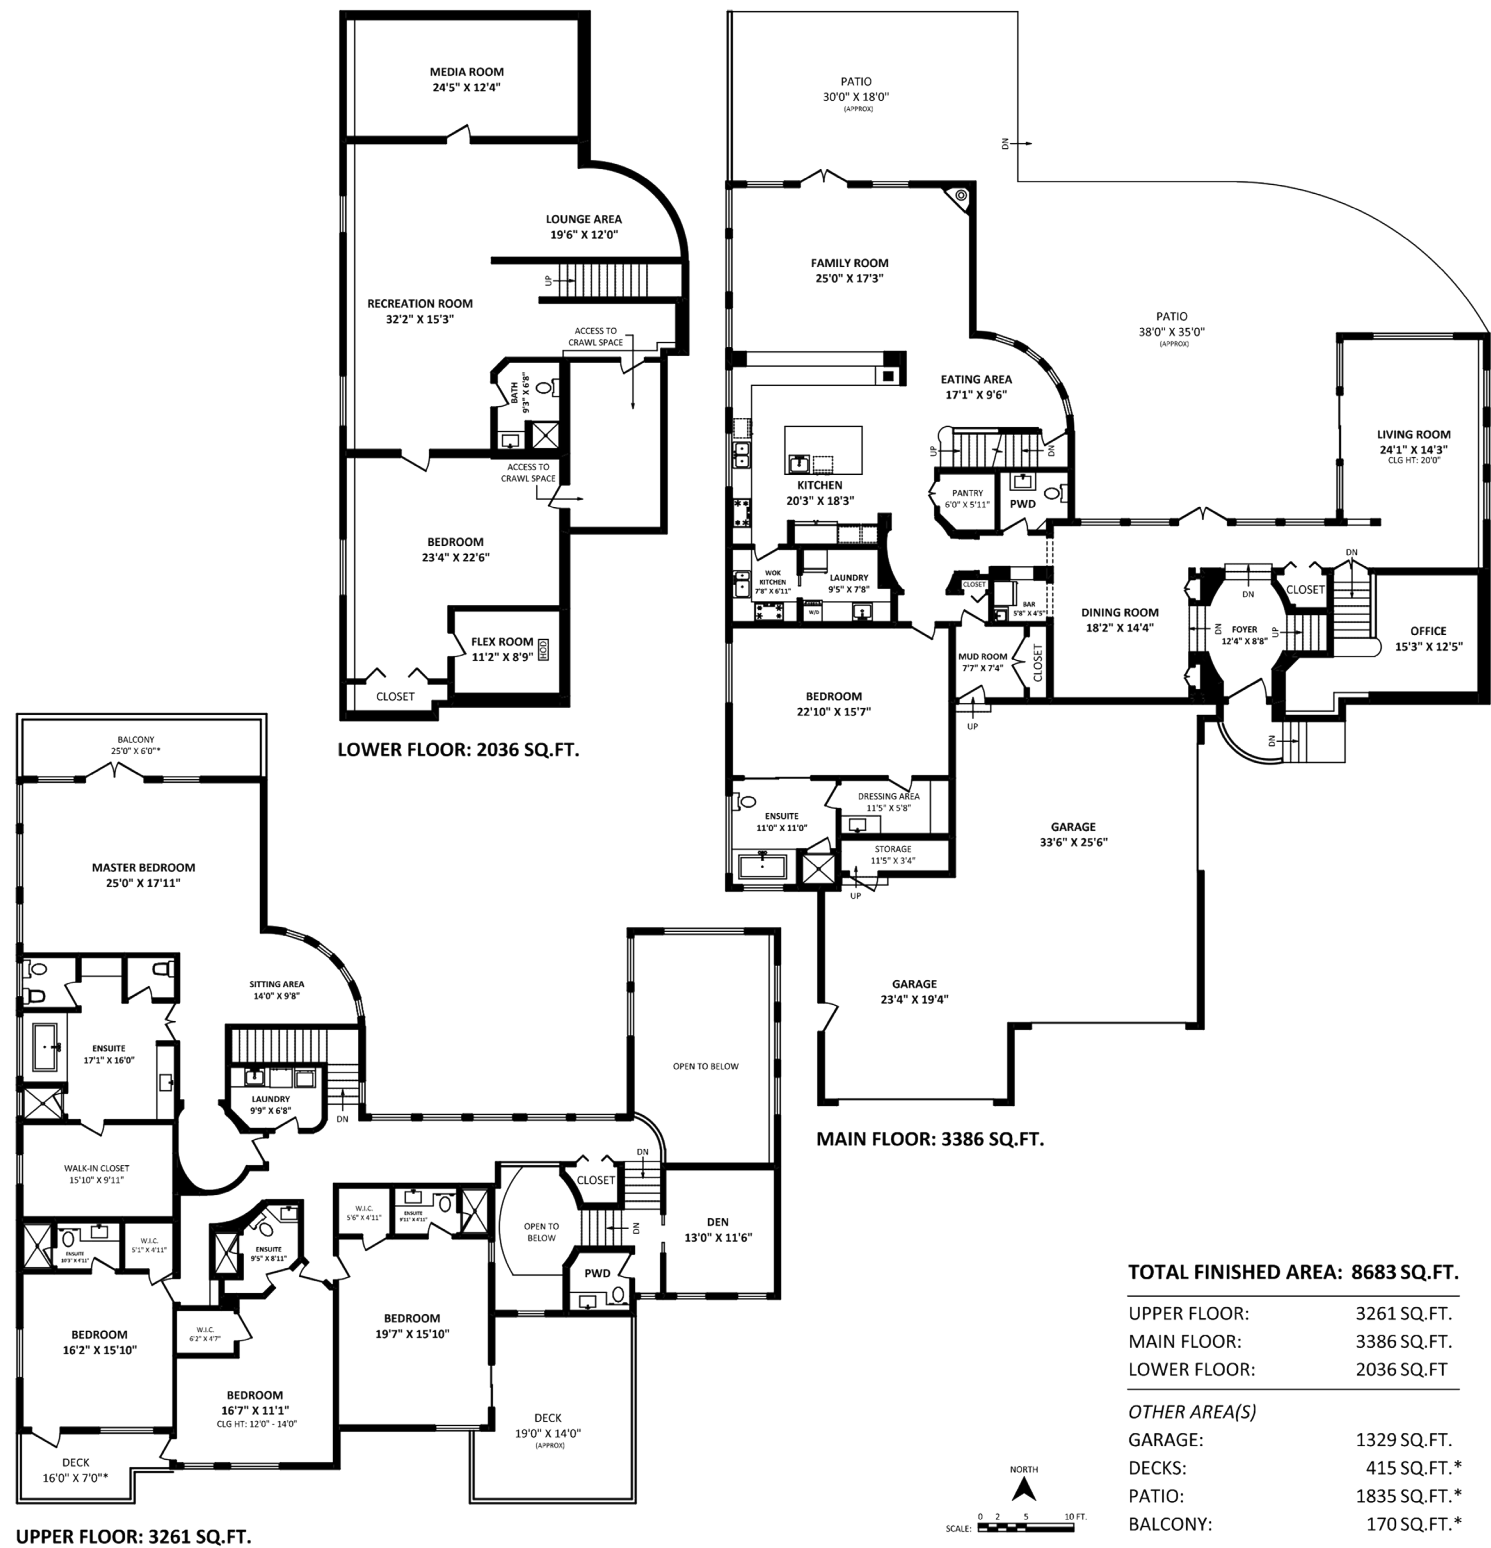 MEDIA ROOM
24'5" X 12'4"
LOUNGE AREA
19'6" X 12'0"
UP
RECREATION ROOM
32'2" X 15'3"
ACCESS TO
CRAWL SPACE
BATH
9'3" X 6'8"
ACCESS TO
CRAWL SPACE
BEDROOM
23'4" X 22'6"
FLEX ROOM
11'2" X 8'9"
HOD
CLOSET
LOWER FLOOR: 2036 SQ.FT.
PATIO
30'0" X 18'0"
(APPROX)
DN
FAMILY ROOM
25'0" X 17'3"
PATIO
38'0" X 35'0"
(APPROX)
EATING AREA
17'1" X 9'6"
LIVING ROOM
24'1" X 14'3"
CLG HT: 20'0"
UP
DN
KITCHEN
20'3" X 18'3"
PANTRY
6'0" X 5'11"
PWD
WOK
KITCHEN
7'8" X 6'11"
LAUNDRY
9'5" X 7'8"
W/D
CLOSET
BAR
5'8" X 4'5"
DINING ROOM
18'2" X 14'4"
DN
DN
CLOSET
DN
FOYER
12'4" X 8'8"
UP
OFFICE
15'3" X 12'5"
MUD ROOM
7'7" X 7'4"
CLOSET
UP
DN
BEDROOM
22'10" X 15'7"
ENSUITE
11'0" X 11'0"
DRESSING AREA
11'5" X 5'8"
STORAGE
11'5" X 3'4"
UP
GARAGE
33'6" X 25'6"
GARAGE
23'4" X 19'4"
MAIN FLOOR: 3386 SQ.FT.
BALCONY
25'0" X 6'0"*
MASTER BEDROOM
25'0" X 17'11"
SITTING AREA
14'0" X 9'8"
ENSUITE
17'1" X 16'0"
LAUNDRY
9'9" X 6'8"
DN
OPEN TO BELOW
WALK-IN CLOSET
15'10" X 9'11"
DN
CLOSET
W.I.C.
5'6" X 4'11"
ENSUITE
8'11" X 4'11"
OPEN TO
BELOW
DN
DEN
13'0" X 11'6"
ENSUITE
10'3" X 4'11"
W.I.C.
5'1" X 4'11"
ENSUITE
9'5" X 8'11"
PWD
BEDROOM
16'2" X 15'10"
W.I.C.
6'2" X 4'7"
BEDROOM
19'7" X 15'10"
BEDROOM
16'7" X 11'1"
CLG HT: 12'0" - 14'0"
DECK
19'0" X 14'0"
(APPROX)
DECK
16'0" X 7'0"*
UPPER FLOOR: 3261 SQ.FT.
NORTH
SCALE: 0 2 5 10 FT.
TOTAL FINISHED AREA: 8683 SQ.FT.
UPPER FLOOR: 3261 SQ.FT.
MAIN FLOOR: 3386 SQ.FT.
LOWER FLOOR: 2036 SQ.FT
OTHER AREA(S)
GARAGE: 1329 SQ.FT.
DECKS: 415 SQ.FT.*
PATIO: 1835 SQ.FT.*
BALCONY: 170 SQ.FT.*